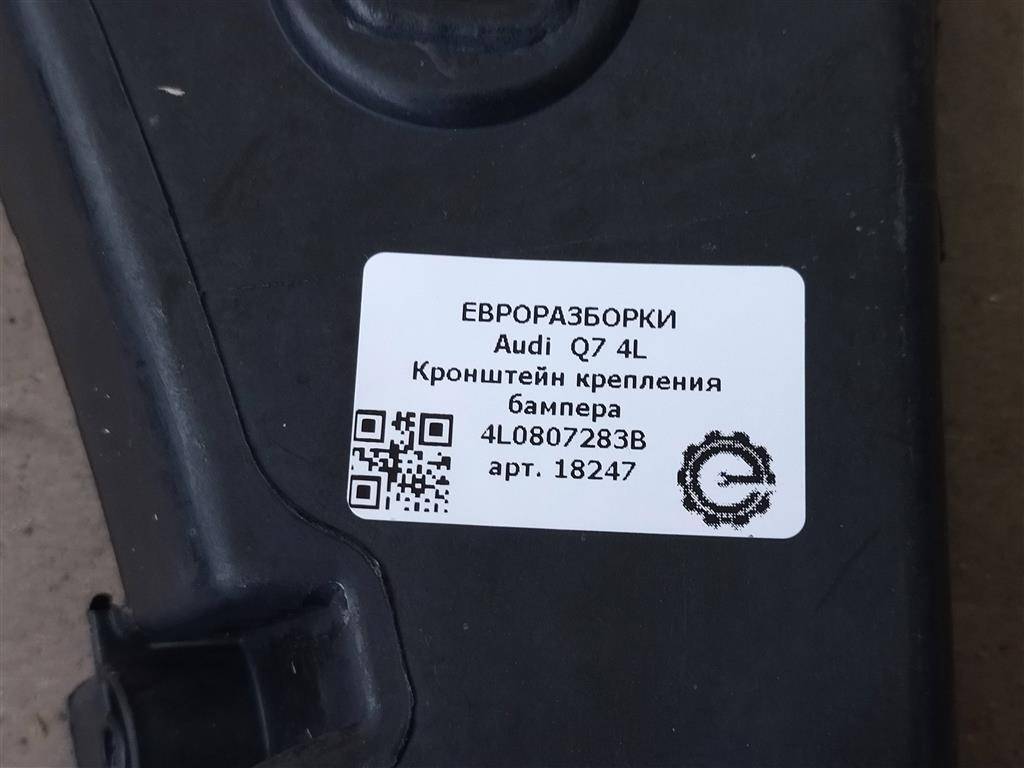 ЕВРОРАЗБОРКИ
Audi Q7 4L
Кронштейн крепления
бампера
4L0807283B
арт. 18247